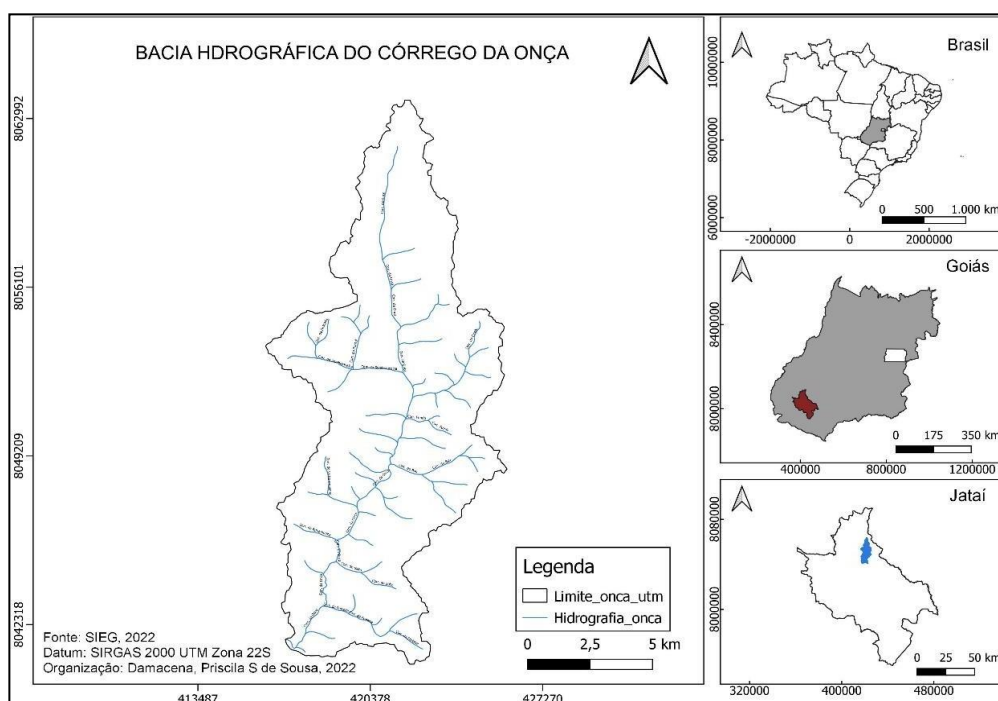 BACIA HDROGRÁFICA DO CÓRREGO DA ONÇA
8062992
8056101
8049209
8042318
413487
420378
427270
Legenda
Limite_onca_utm
Hidrografia_onca
0 2,5 5 km
Fonte: SIEG, 2022
Datum: SIRGAS 2000 UTM Zona 22S
Organização: Damacena, Priscila S de Sousa, 2022
Brasil
10000000
8000000
6000000
0 500 1.000 km
-2000000 0 2000000
Goiás
8400000
8000000
0 175 350 km
400000 800000 1200000
Jataí
8080000
8000000
0 25 50 km
320000 400000 480000